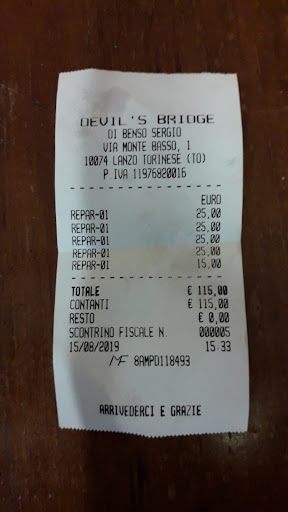 DEVIL'S BRIDGE
DI BENSO SERGIO
VIA MONTE BASSO, 1
10074 LANZO TORINESE (TO)
P.IVA 11976820016
EURO
REPAR-01 25,00
REPAR-01 25,00
REPAR-01 25,00
REPAR-01 25,00
REPAR-01 15,00
TOTALE € 115,00
CONTANTI € 115,00
RESTO € 0,00
SCONTRINO FISCALE N. 000005
15/08/2019 15:33
MF 8AMPD118493
ARRIVEDERCI E GRAZIE